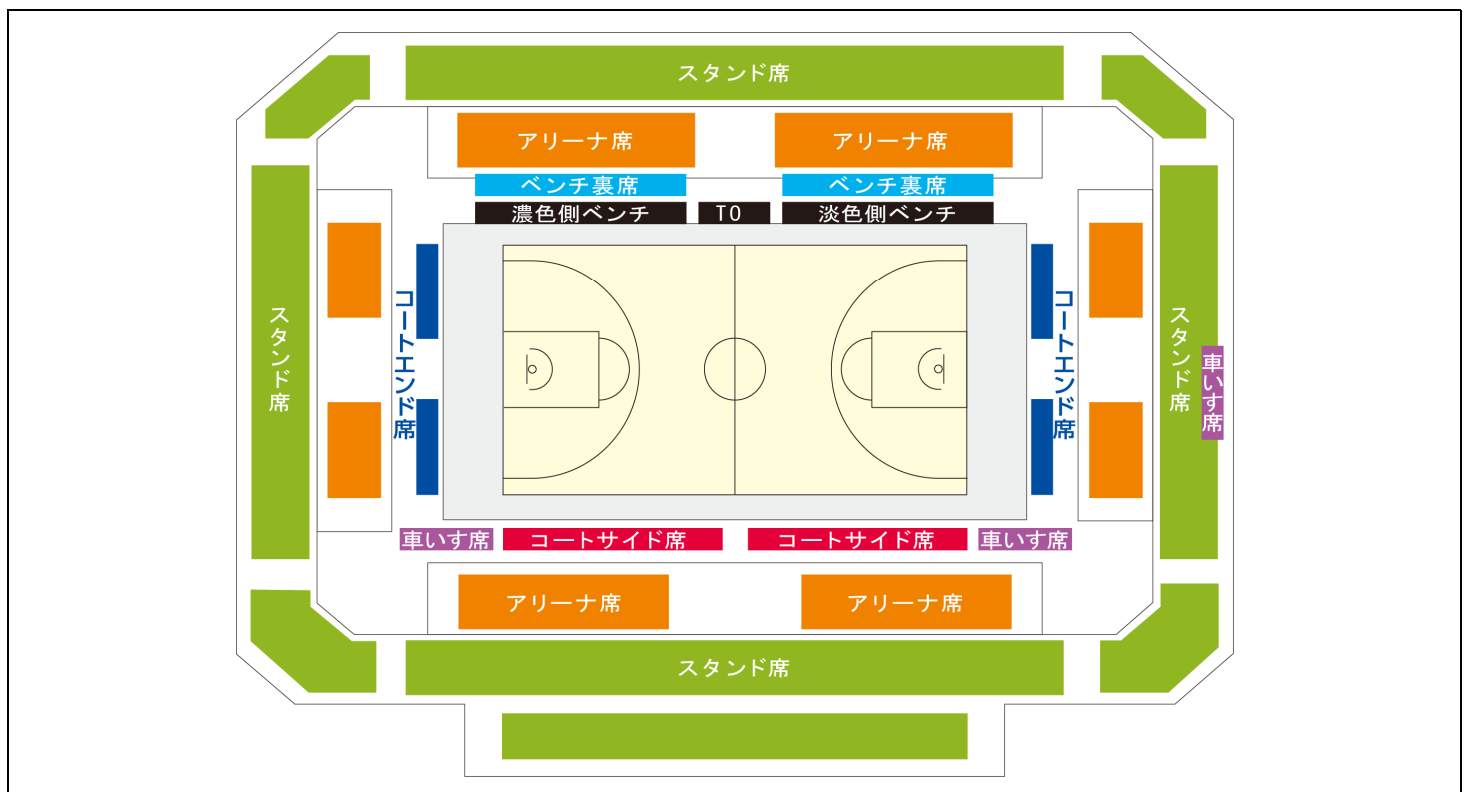 スタンド席
アリーナ席
アリーナ席
ベンチ裏席
ベンチ裏席
濃色側ベンチ
TO
淡色側ベンチ
スタンド席
コートエンド席
コートエンド席
スタンド席
車いす席
車いす席
コートサイド席
コートサイド席
車いす席
アリーナ席
アリーナ席
スタンド席